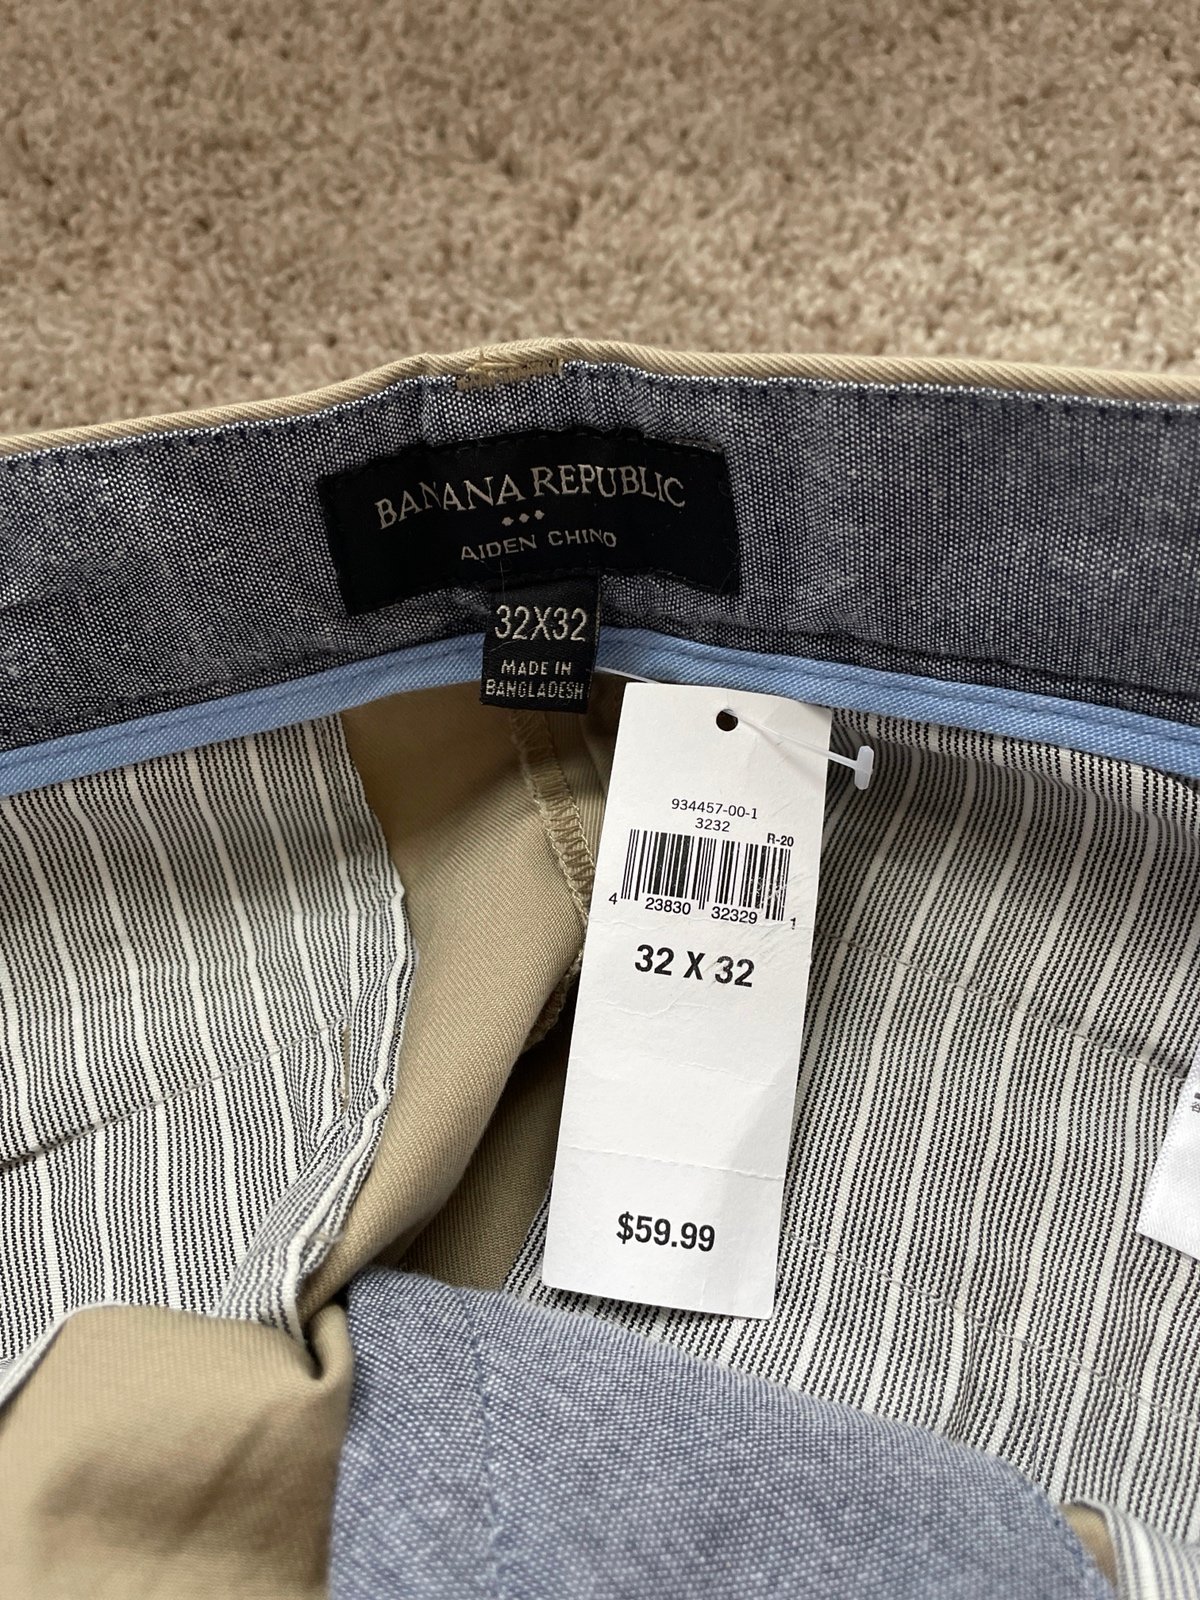 BANANA REPUBLIC
AIDEN CHINO
32X32
MADE IN
BANGLADESH
934457-00-1
3232
R-20
4 23830 32329 1
32 X 32
$59.99